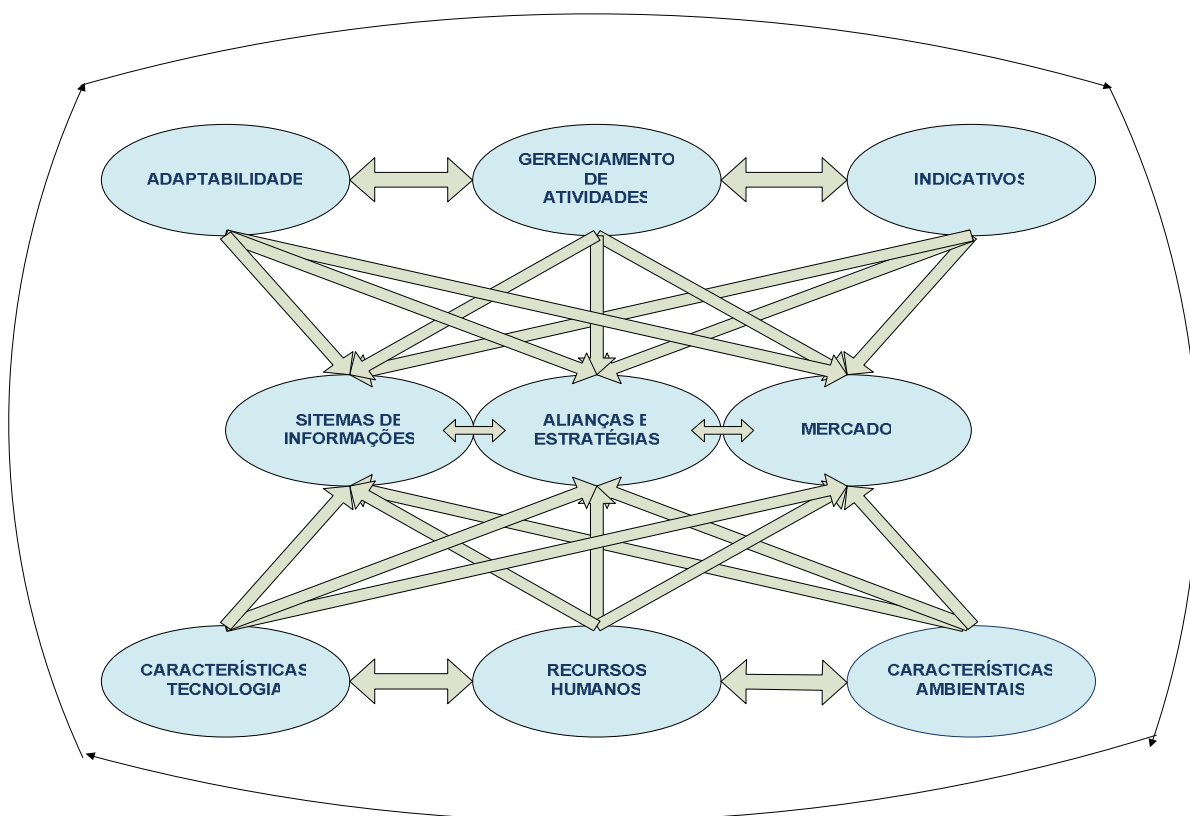 ADAPTABILIDADE
GERENCIAMENTO
DE
ATIVIDADES
INDICATIVOS
SITEMAS DE
INFORMAÇÕES
ALIANÇAS E
ESTRATÉGIAS
MERCADO
CARACTERÍSTICAS
TECNOLOGIA
RECURSOS
HUMANOS
CARACTERÍSTICAS
AMBIENTAIS